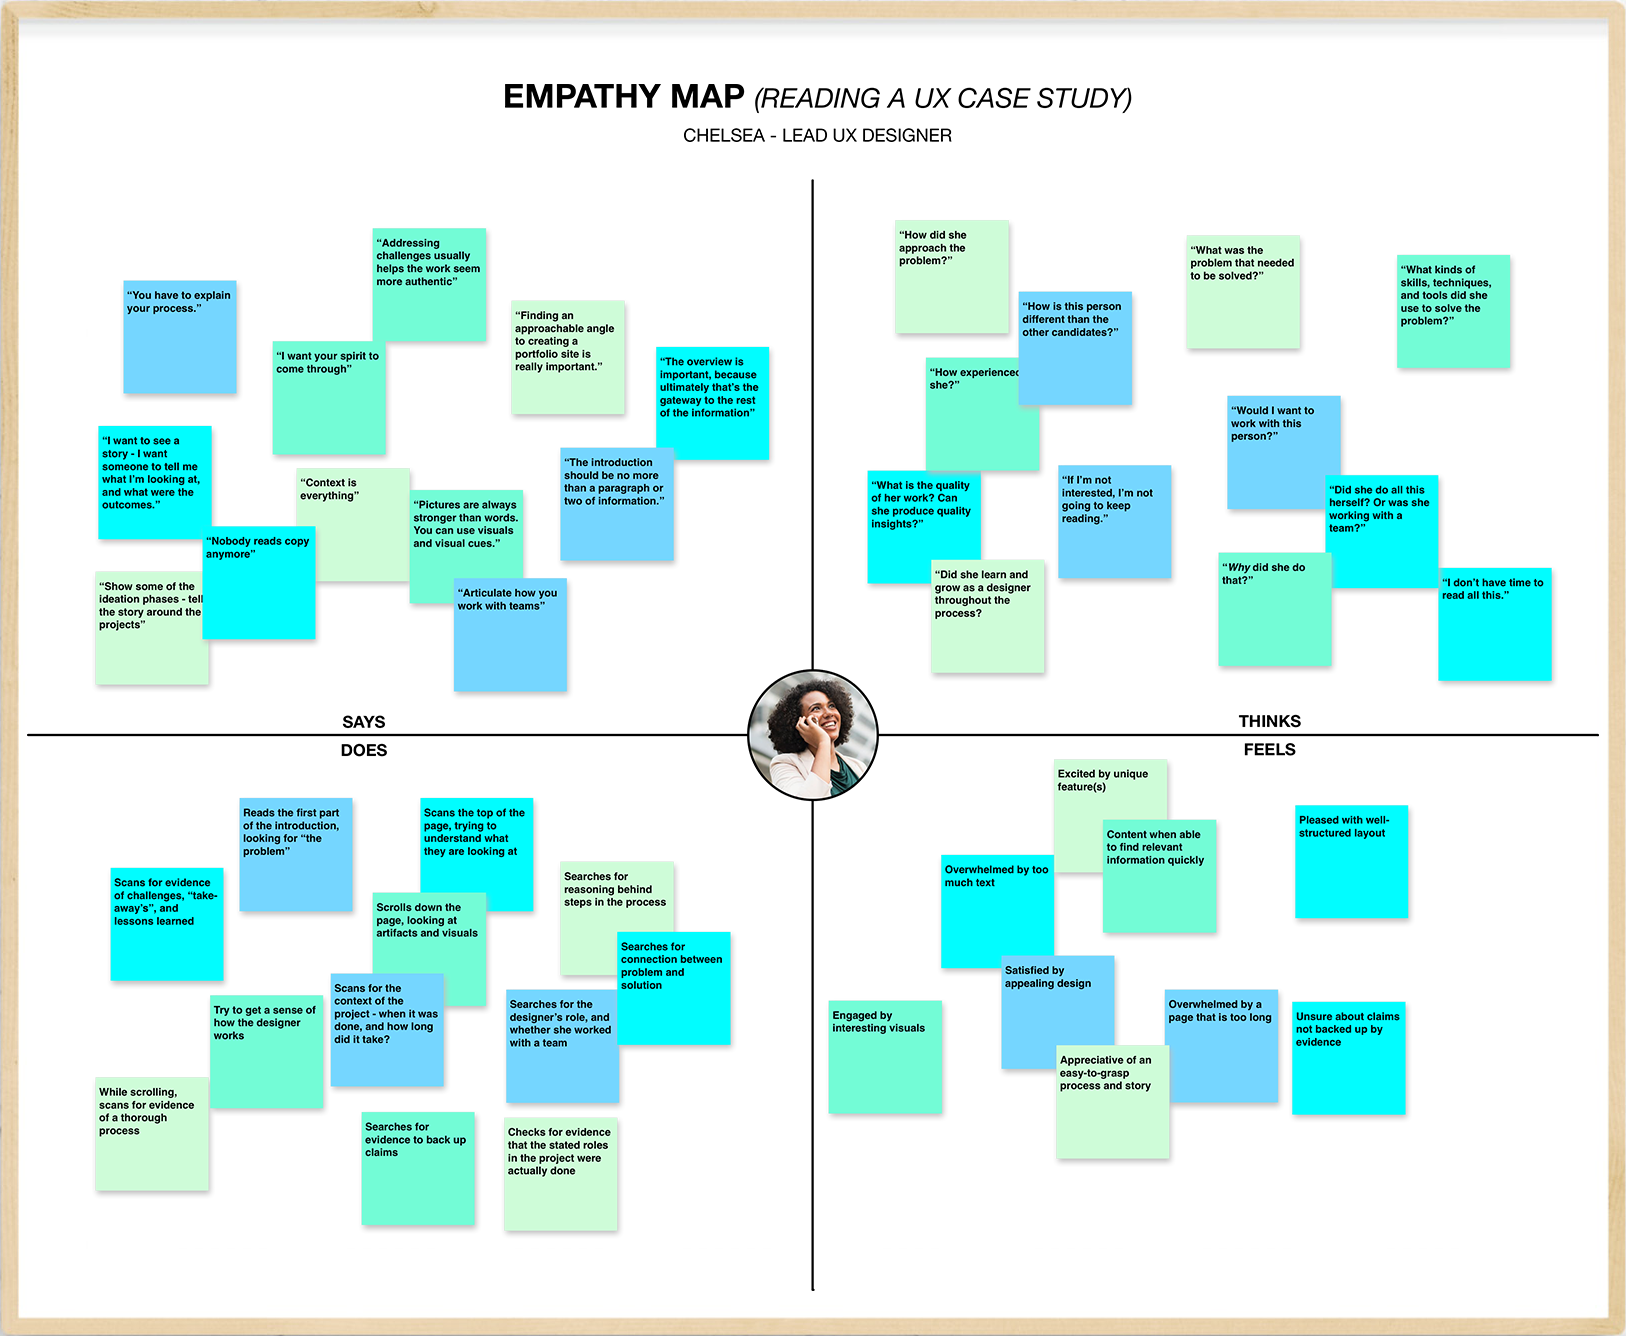 EMPATHY MAP (READING A UX CASE STUDY)
CHELSEA - LEAD UX DESIGNER
“You have to explain
your process.”
“Addressing
challenges usually
helps the work seem
more authentic”
“I want your spirit to
come through”
“Finding an
approachable angle
to creating a
portfolio site is
really important.”
“The overview is
important, because
ultimately that’s the
gateway to the rest
of the information”
“I want to see a
story - I want
someone to tell me
what I’m looking at,
and what were the
outcomes.”
“Context is
everything”
“Pictures are always
stronger than words.
You can use visuals
and visual cues.”
“The introduction
should be no more
than a paragraph or
two of information.”
“Nobody reads copy
anymore”
“Show some of the
ideation phases - tell
the story around the
projects”
“Articulate how you
work with teams”
SAYS
“How did she
approach the
problem?”
“How is this person
different than the
other candidates?”
“What was the
problem that needed
to be solved?”
“What kinds of
skills, techniques,
and tools did she
use to solve the
problem?”
“How experienced
she?”
“Would I want to
work with this
person?”
“What is the quality
of her work? Can
she produce quality
insights?”
“If I’m not
interested, I’m not
going to keep
reading.”
“Did she do all this
herself? Or was she
working with a
team?”
“Did she learn and
grow as a designer
throughout the
process?
“Why did she do
that?”
“I don’t have time to
read all this.”
THINKS
DOES
Reads the first part
of the introduction,
looking for “the
problem”
Scans the top of the
page, trying to
understand what
they are looking at
Scans for evidence
of challenges, “take-
away’s”, and
lessons learned
Scrolls down the
page, looking at
artifacts and visuals
Searches for
reasoning behind
steps in the process
Searches for
connection between
problem and
solution
Try to get a sense of
how the designer
works
Scans for the
context of the
project - when it was
done, and how long
did it take?
Searches for the
designer’s role, and
whether she worked
with a team
While scrolling,
scans for evidence
of a thorough
process
Searches for
evidence to back up
claims
Checks for evidence
that the stated roles
in the project were
actually done
FEELS
Excited by unique
feature(s)
Content when able
to find relevant
information quickly
Pleased with well-
structured layout
Overwhelmed by too
much text
Satisfied by
appealing design
Engaged by
interesting visuals
Overwhelmed by a
page that is too long
Unsure about claims
not backed up by
evidence
Appreciative of an
easy-to-grasp
process and story